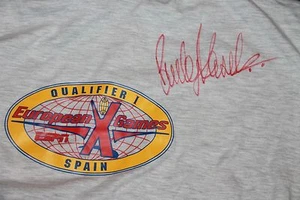 QUALIFIER I
European X Games
ESPN
SPAIN